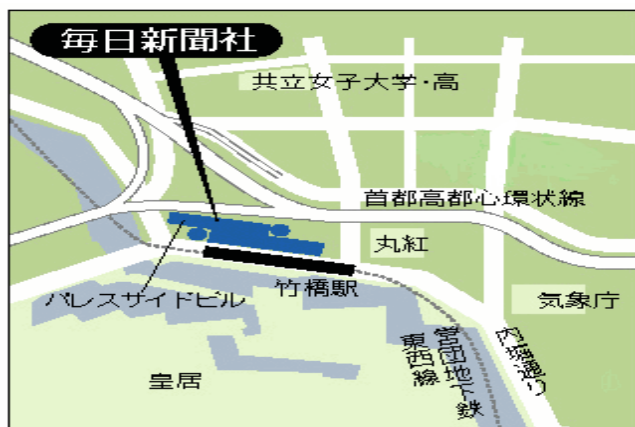 毎日新聞社
共立女子大学・高
首都高都心環状線
丸紅
竹橋駅
パレスサイドビル
気象庁
皇居
営団地下鉄
東西線
内堀通り